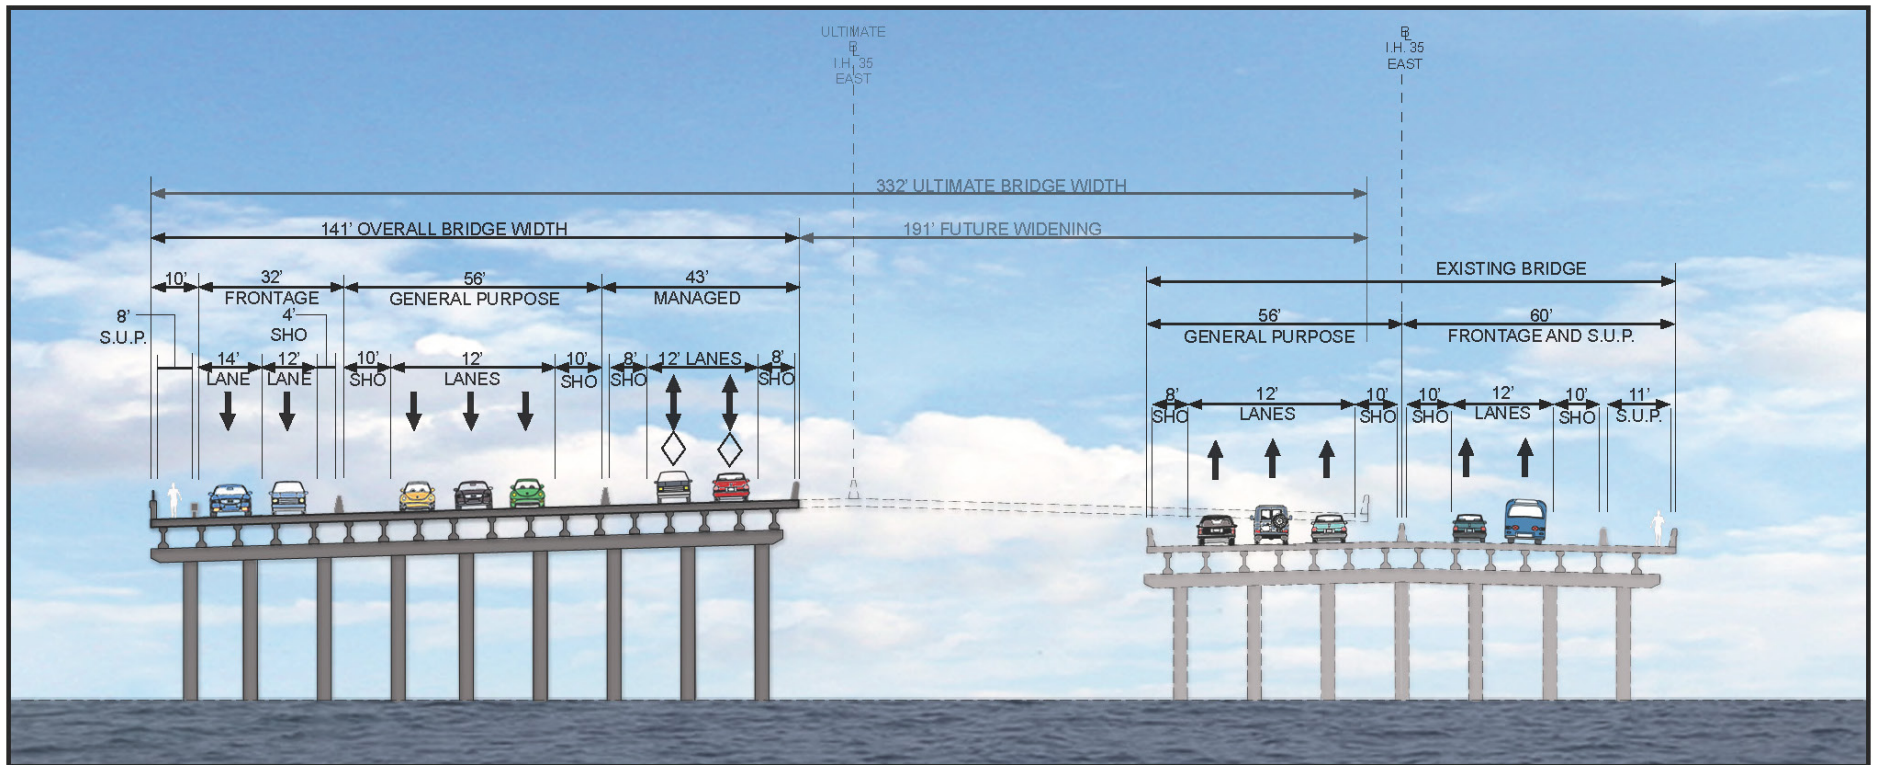 ULTIMATE
BL
I.H. 35
EAST
BL
I.H. 35
EAST
332' ULTIMATE BRIDGE WIDTH
141' OVERALL BRIDGE WIDTH
191' FUTURE WIDENING
10'
32'
FRONTAGE
56'
GENERAL PURPOSE
43'
MANAGED
EXISTING BRIDGE
8'
S.U.P.
4'
SHO
56'
GENERAL PURPOSE
60'
FRONTAGE AND S.U.P.
14'
LANE
12'
LANE
10'
SHO
12'
LANES
10'
SHO
8'
SHO
12' LANES
8'
SHO
8'
SHO
12'
LANES
10'
SHO
10'
SHO
12'
LANES
10'
SHO
11'
S.U.P.